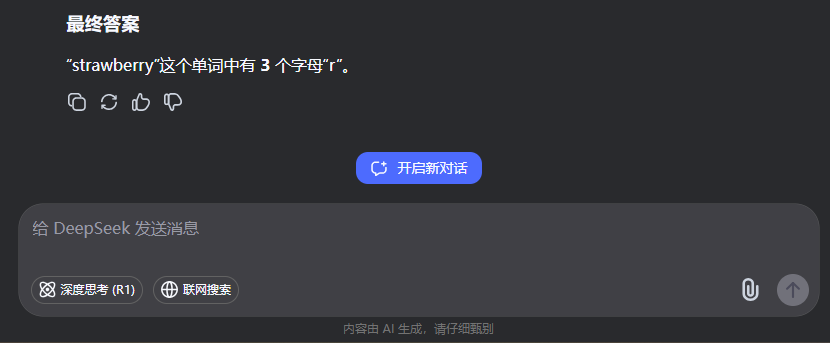 最终答案
“strawberry”这个单词中有 3 个字母“r”。
开启新对话
给 DeepSeek 发送消息
深度思考 (R1)
联网搜索
内容由 AI 生成，请仔细甄别